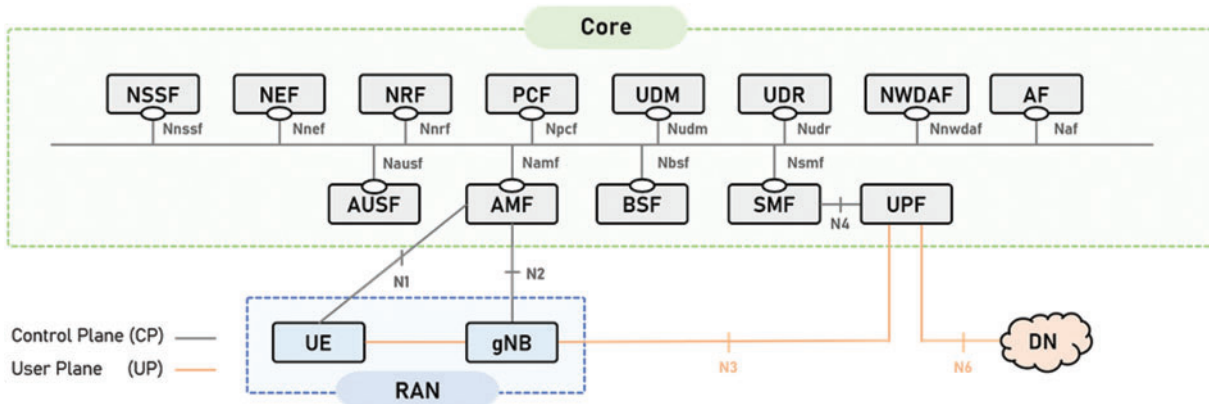 Core
NSSF NEF NRF PCF UDM UDR NWDAF AF
Nnssf Nnef Nnrf Npcf Nudm Nudr Nnwdaf Naf
Nausf Namf Nbsf Nsmf
AUSF AMF BSF SMF UPF
N4
N1 N2
Control Plane (CP)
UE gNB DN
User Plane (UP)
N3 N6
RAN